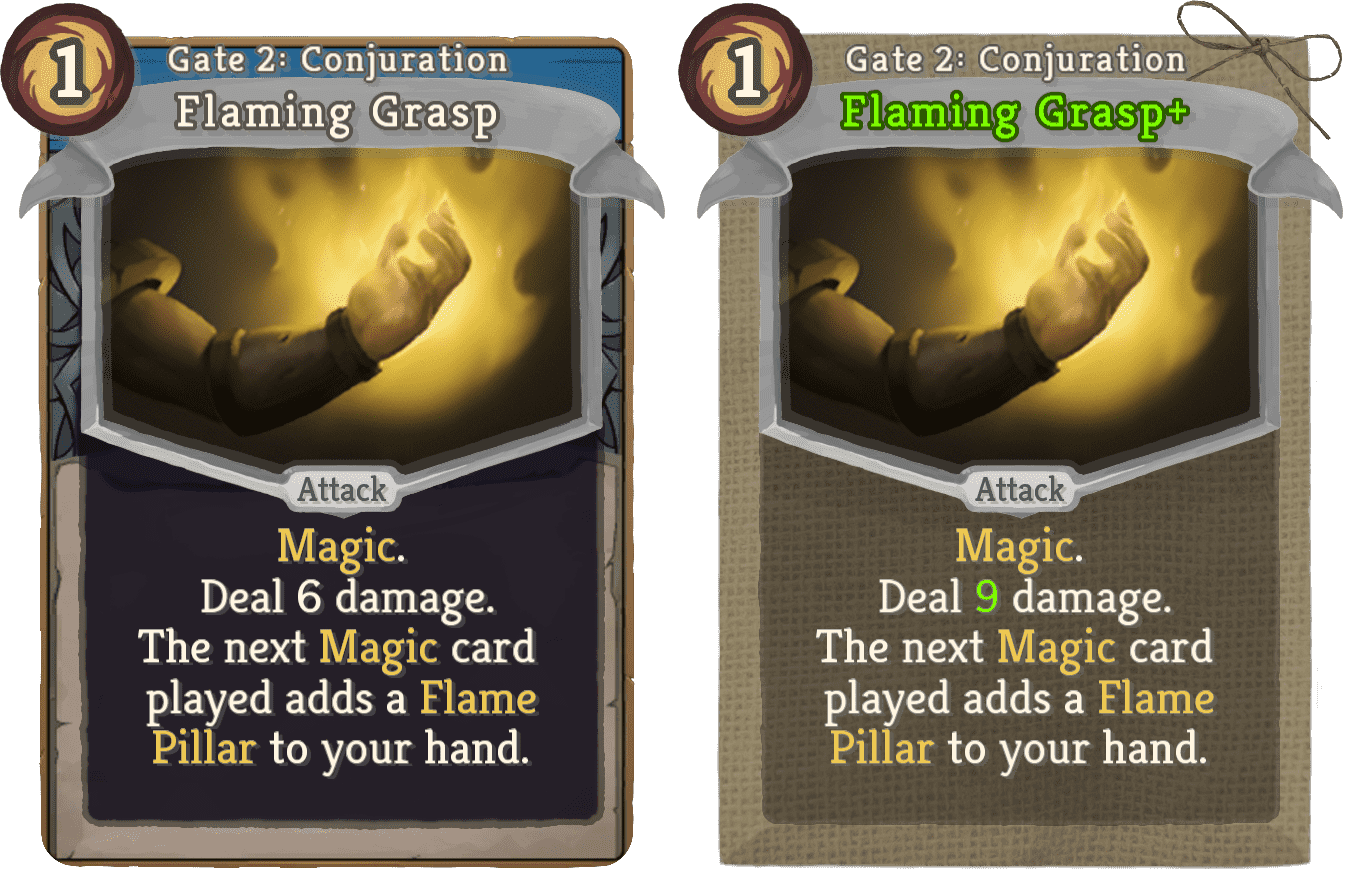 1
Gate 2: Conjuration
Flaming Grasp
Attack
Magic.
Deal 6 damage.
The next Magic card
played adds a Flame
Pillar to your hand.
1
Gate 2: Conjuration
Flaming Grasp+
Attack
Magic.
Deal 9 damage.
The next Magic card
played adds a Flame
Pillar to your hand.